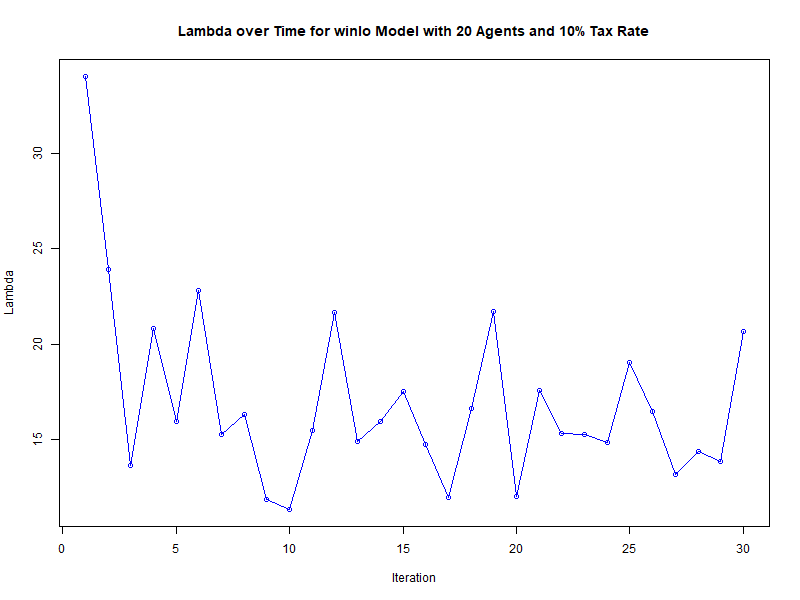 Lambda over Time for winlo Model with 20 Agents and 10% Tax Rate
Lambda
30
25
20
15
0 5 10 15 20 25 30
Iteration